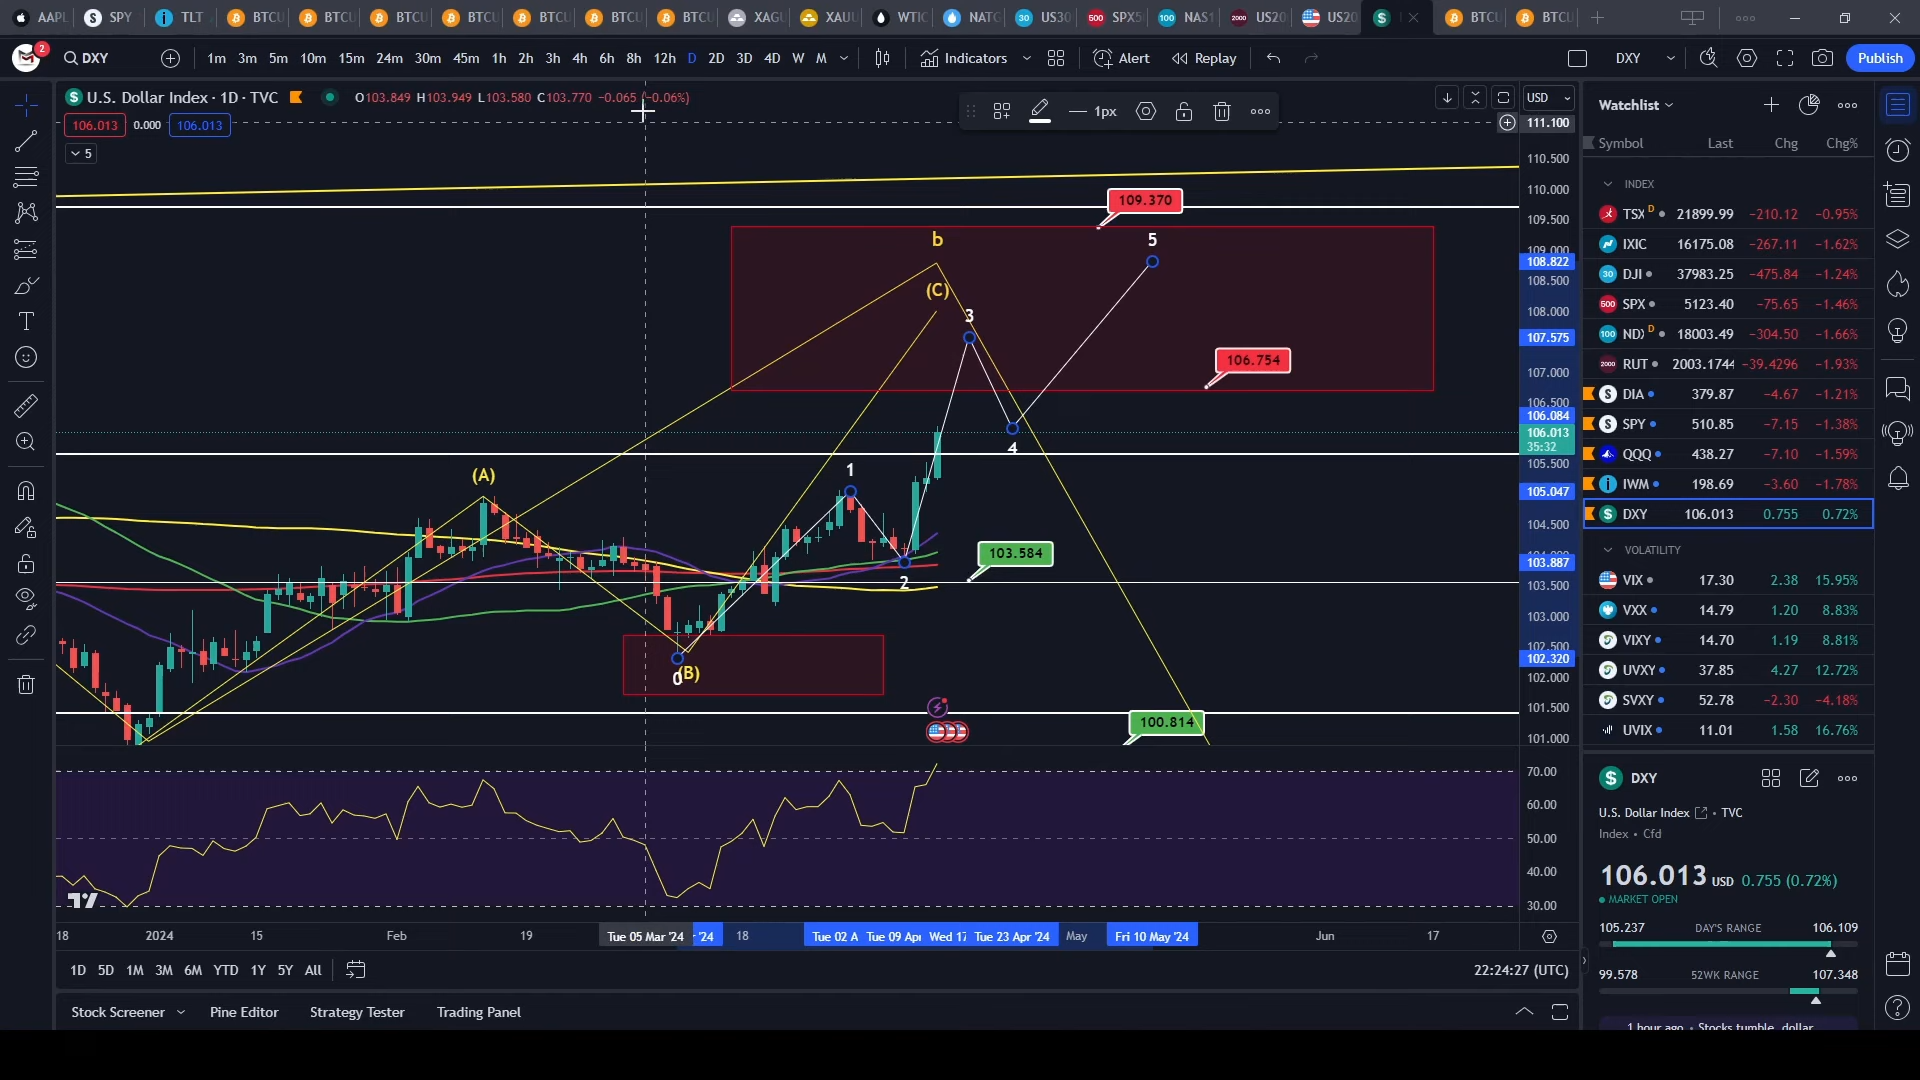 AAPL SPY TLT BTCU BTCU BTCU BTCU BTCU BTCU BTCU XAGU XAUU WTIC NATG US30 SPX5 NAS1 US20 US20 BTCU BTCU
2 DXY 1m 3m 5m 10m 15m 24m 30m 45m 1h 2h 3h 4h 6h 8h 12h D 2D 3D 4D W M Indicators Alert Replay DXY Publish
U.S. Dollar Index · 1D · TVC O103.849 H103.949 L103.580 C103.770 −0.065 (−0.06%)
106.013 0.000 106.013
5
1px
USD
111.100
110.500
110.000
109.500
109.000
108.822
108.500
108.000
107.575
107.000
106.500
106.084
106.013
35:32
105.500
105.047
104.500
103.887
103.500
103.000
102.500
102.320
102.000
101.500
101.000
109.370
b
5
(C)
3
106.754
4
(A)
1
103.584
2
0
(B)
100.814
70.00
60.00
50.00
40.00
30.00
18 2024 15 Feb 19 Tue 05 Mar '24 '24 18 Tue 02 A Tue 09 Apr Wed 17 Tue 23 Apr '24 May Fri 10 May '24 Jun 17
1D 5D 1M 3M 6M YTD 1Y 5Y All 22:24:27 (UTC)
Stock Screener Pine Editor Strategy Tester Trading Panel
Watchlist
Symbol Last Chg Chg%
INDEX
TSX D 21899.99 −210.12 −0.95%
IXIC 16175.08 −267.11 −1.62%
30 DJI 37983.25 −475.84 −1.24%
500 SPX 5123.40 −75.65 −1.46%
100 NDX D 18003.49 −304.50 −1.66%
2000 RUT 2003.1744 −39.4296 −1.93%
DIA 379.87 −4.67 −1.21%
SPY 510.85 −7.15 −1.38%
QQQ 438.27 −7.10 −1.59%
IWM 198.69 −3.60 −1.78%
DXY 106.013 0.755 0.72%
VOLATILITY
VIX 17.30 2.38 15.95%
VXX 14.79 1.20 8.83%
VIXY 14.70 1.19 8.81%
UVXY 37.85 4.27 12.72%
SVXY 52.78 −2.30 −4.18%
UVIX 11.01 1.58 16.76%
DXY
U.S. Dollar Index • TVC
Index • Cfd
106.013 USD 0.755 (0.72%)
MARKET OPEN
105.237 DAY'S RANGE 106.109
99.578 52WK RANGE 107.348
1 hour ago • Stocks tumble, dollar